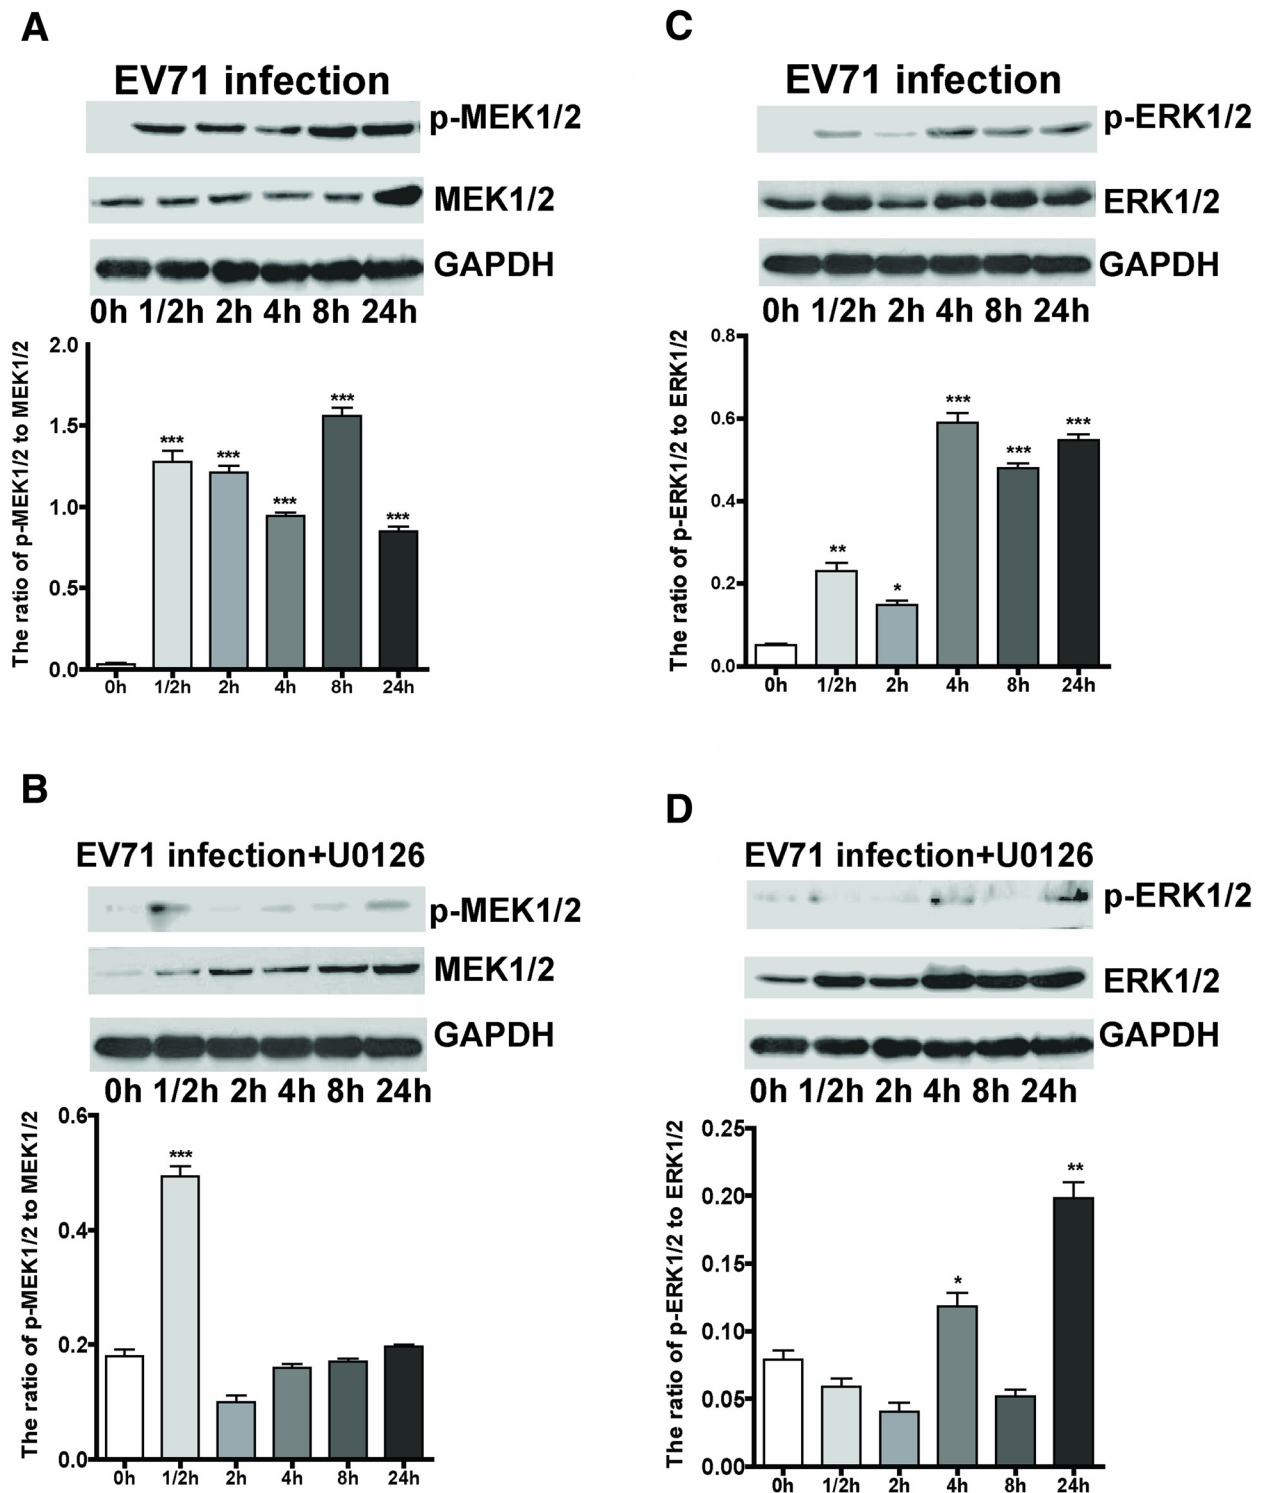 A
EV71 infection
p-MEK1/2
MEK1/2
GAPDH
0h 1/2h 2h 4h 8h 24h
The ratio of p-MEK1/2 to MEK1/2
2.0
1.5
1.0
0.5
0.0
***
***
***
***
***
0h 1/2h 2h 4h 8h 24h
C
EV71 infection
p-ERK1/2
ERK1/2
GAPDH
0h 1/2h 2h 4h 8h 24h
The ratio of p-ERK1/2 to ERK1/2
0.8
0.6
0.4
0.2
0.0
**
*
***
***
***
0h 1/2h 2h 4h 8h 24h
B
EV71 infection+U0126
p-MEK1/2
MEK1/2
GAPDH
0h 1/2h 2h 4h 8h 24h
The ratio of p-MEK1/2 to MEK1/2
0.6
0.4
0.2
0.0
***
0h 1/2h 2h 4h 8h 24h
D
EV71 infection+U0126
p-ERK1/2
ERK1/2
GAPDH
0h 1/2h 2h 4h 8h 24h
The ratio of p-ERK1/2 to ERK1/2
0.25
0.20
0.15
0.10
0.05
0.00
*
**
0h 1/2h 2h 4h 8h 24h